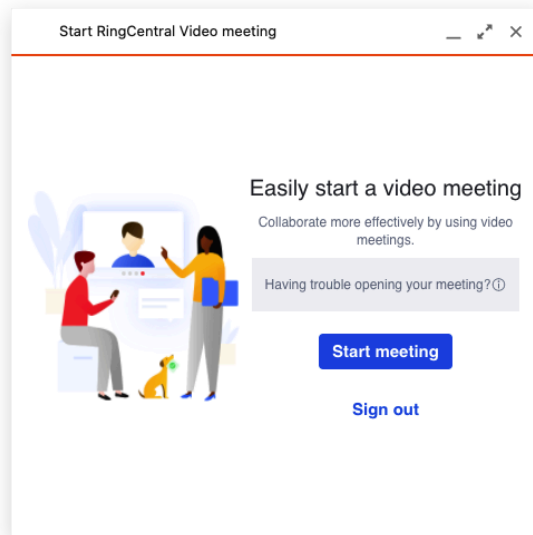 Start RingCentral Video meeting
Easily start a video meeting
Collaborate more effectively by using video
meetings.
Having trouble opening your meeting?ⓘ
Start meeting
Sign out